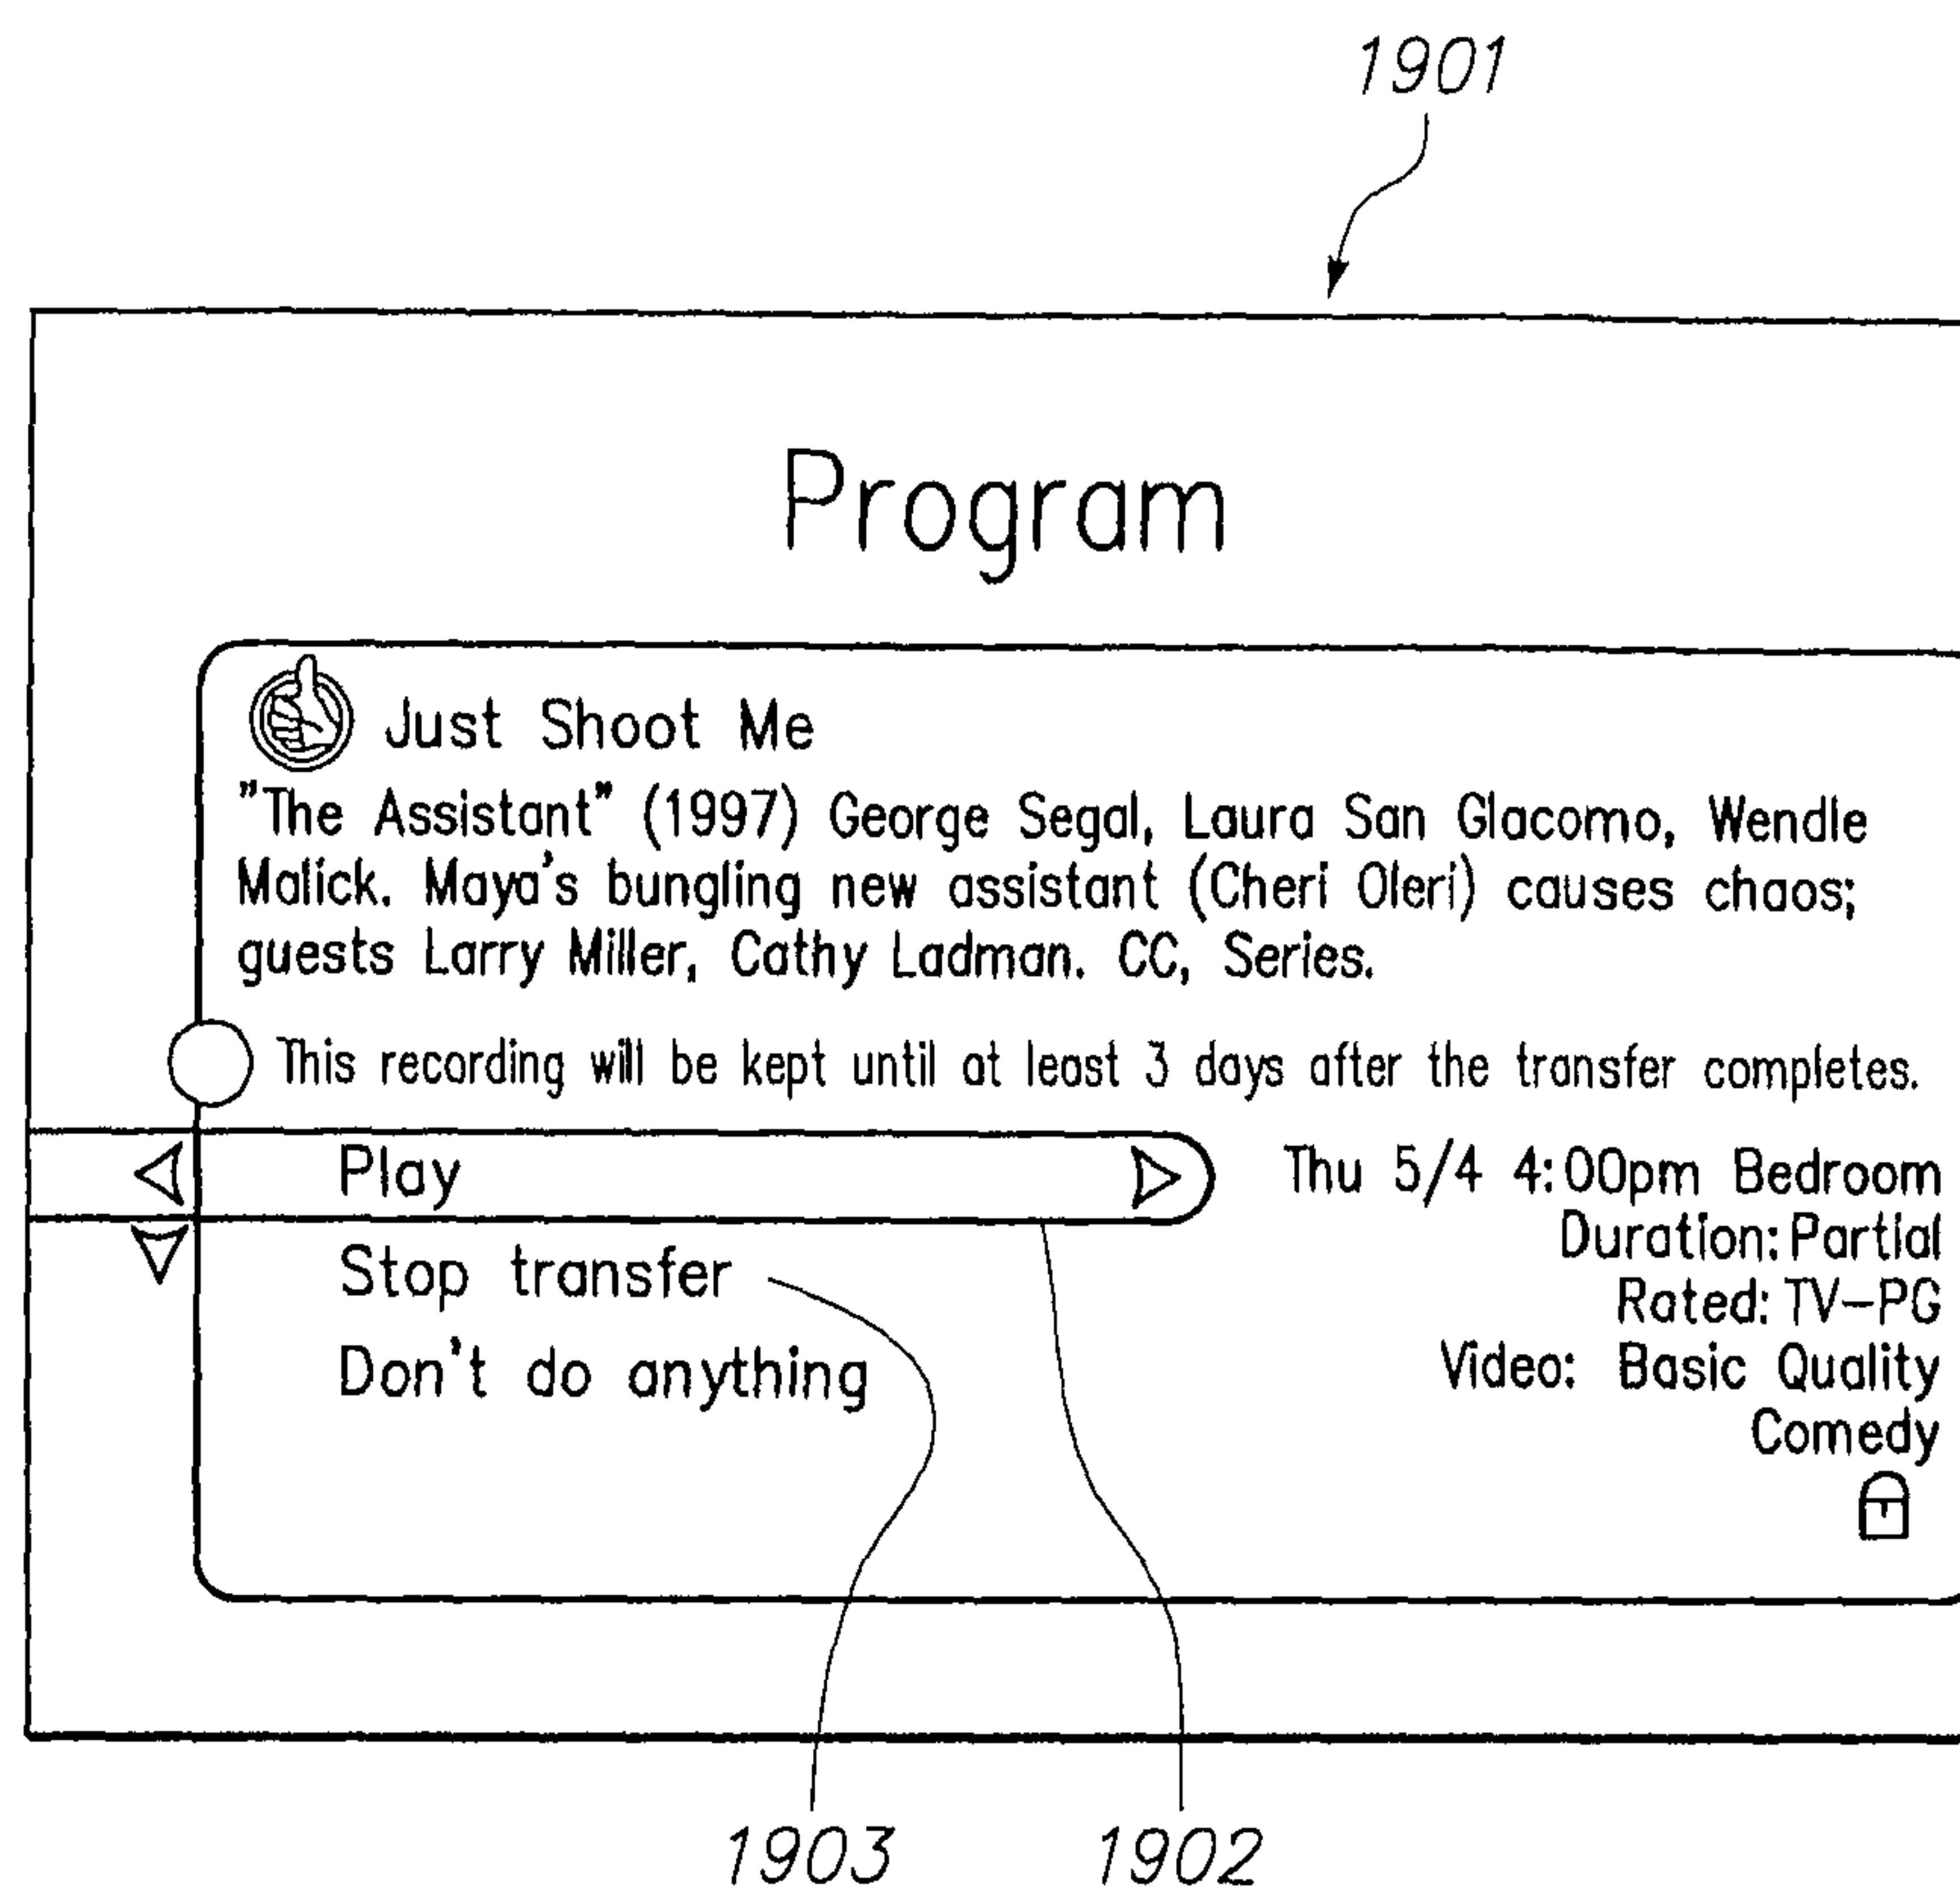 1901
Program
Just Shoot Me
"The Assistant" (1997) George Segal, Laura San Glacomo, Wendle
Malick. Maya's bungling new assistant (Cheri Oleri) causes chaos;
guests Larry Miller, Cathy Ladman. CC, Series.
This recording will be kept until at least 3 days after the transfer completes.
Play
Thu 5/4 4:00pm Bedroom
Duration: Partial
Stop transfer
Rated: TV-PG
Don't do anything
Video: Basic Quality
Comedy
1903
1902